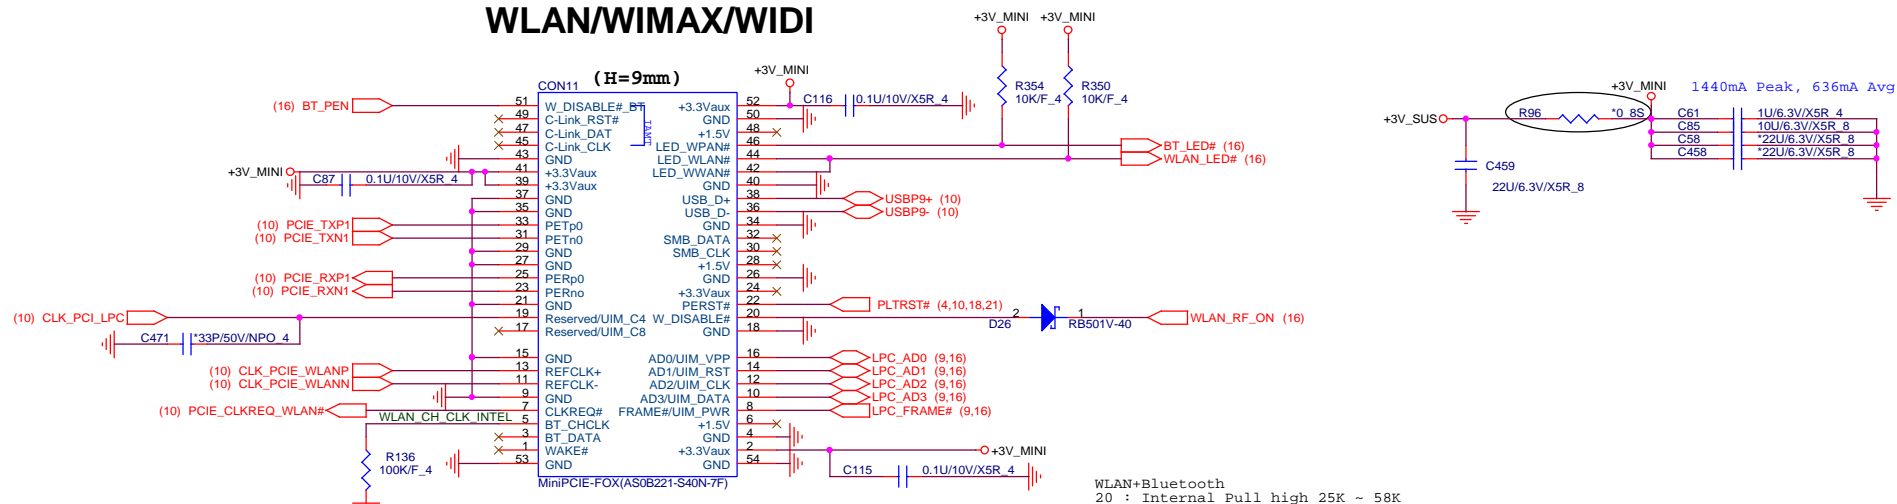 WLAN/WIMAX/WIDI
+3V_MINI +3V_MINI
(H=9mm)
CON11
+3V_MINI
R354
10K/F_4
R350
10K/F_4
C116 0.1U/10V/X5R_4
(16) BT_PEN
51 W_DISABLE#_BT +3.3Vaux 52
49 C-Link_RST# GND 50
47 C-Link_DAT +1.5V 48
45 C-Link_CLK LED_WPAN# 46 BT_LED# (16)
43 GND LED_WLAN# 44 WLAN_LED# (16)
+3V_MINI 41 +3.3Vaux LED_WWAN# 42
C87 0.1U/10V/X5R_4 39 +3.3Vaux GND 40
37 GND USB_D+ 38 USBP9+ (10)
35 GND USB_D- 36 USBP9- (10)
(10) PCIE_TXP1 33 PETp0 GND 34
(10) PCIE_TXN1 31 PETn0 SMB_DATA 32
29 GND SMB_CLK 30
27 GND +1.5V 28
(10) PCIE_RXP1 25 PERp0 GND 26
(10) PCIE_RXN1 23 PERno +3.3Vaux 24
21 GND PERST# 22 PLTRST# (4,10,18,21)
(10) CLK_PCI_LPC 19 Reserved/UIM_C4 W_DISABLE# 20 2 1 WLAN_RF_ON (16)
D26 RB501V-40
17 Reserved/UIM_C8 GND 18
C471 *33P/50V/NPO_4
15 GND AD0/UIM_VPP 16 LPC_AD0 (9,16)
(10) CLK_PCIE_WLANP 13 REFCLK+ AD1/UIM_RST 14 LPC_AD1 (9,16)
(10) CLK_PCIE_WLANN 11 REFCLK- AD2/UIM_CLK 12 LPC_AD2 (9,16)
9 GND AD3/UIM_DATA 10 LPC_AD3 (9,16)
(10) PCIE_CLKREQ_WLAN# 7 CLKREQ# FRAME#/UIM_PWR 8 LPC_FRAME# (9,16)
WLAN_CH_CLK_INTEL 5 BT_CHCLK +1.5V 6
3 BT_DATA GND 4
1 WAKE# +3.3Vaux 2 +3V_MINI
53 GND GND 54
R136
100K/F_4
C115 0.1U/10V/X5R_4
MiniPCIE-FOX(AS0B221-S40N-7F)
IAMT
+3V_MINI
1440mA Peak, 636mA Avg
+3V_SUS R96 *0_8S
C61 1U/6.3V/X5R_4
C85 10U/6.3V/X5R_8
C58 *22U/6.3V/X5R_8
C458 *22U/6.3V/X5R_8
C459
22U/6.3V/X5R_8
WLAN+Bluetooth
20 : Internal Pull high 25K ~ 58K